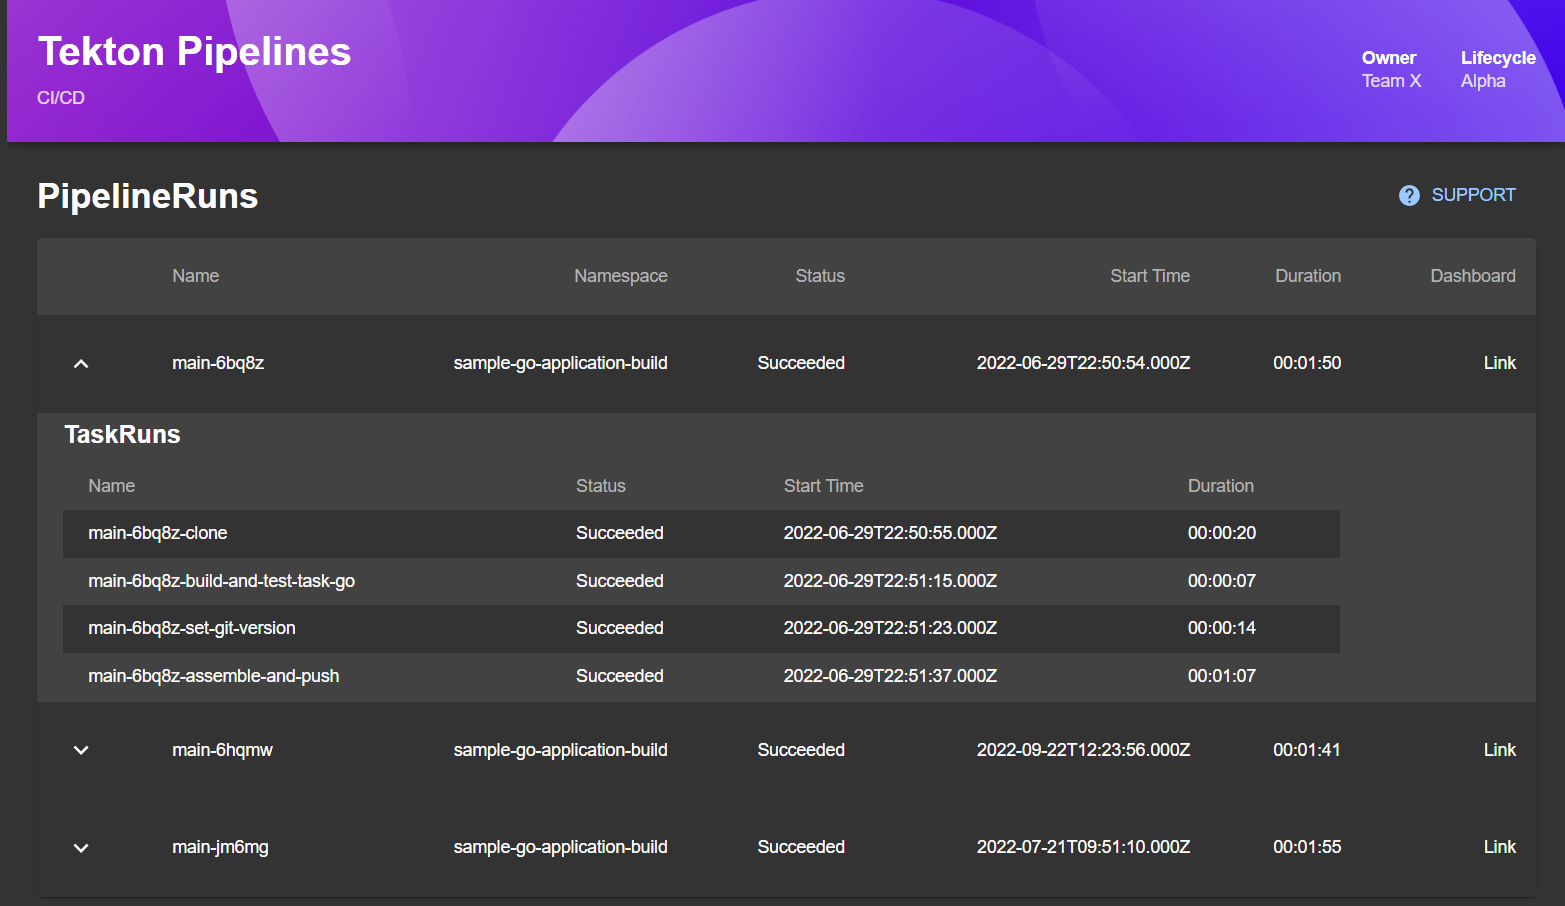 Tekton Pipelines
CI/CD
Owner Lifecycle
Team X Alpha
PipelineRuns
SUPPORT
Name Namespace Status Start Time Duration Dashboard
main-6bq8z sample-go-application-build Succeeded 2022-06-29T22:50:54.000Z 00:01:50 Link
TaskRuns
Name Status Start Time Duration
main-6bq8z-clone Succeeded 2022-06-29T22:50:55.000Z 00:00:20
main-6bq8z-build-and-test-task-go Succeeded 2022-06-29T22:51:15.000Z 00:00:07
main-6bq8z-set-git-version Succeeded 2022-06-29T22:51:23.000Z 00:00:14
main-6bq8z-assemble-and-push Succeeded 2022-06-29T22:51:37.000Z 00:01:07
main-6hqmw sample-go-application-build Succeeded 2022-09-22T12:23:56.000Z 00:01:41 Link
main-jm6mg sample-go-application-build Succeeded 2022-07-21T09:51:10.000Z 00:01:55 Link